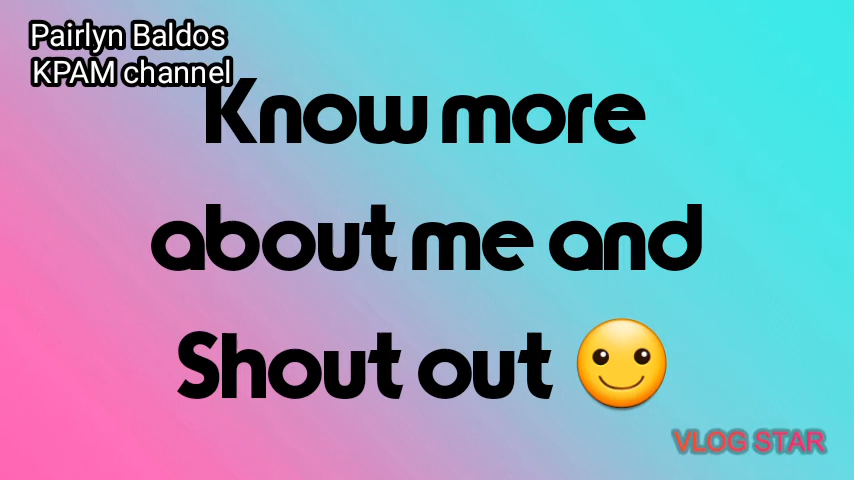 Pairlyn Baldos
KPAM channel
Know more
about me and
Shout out 🙂
VLOG STAR